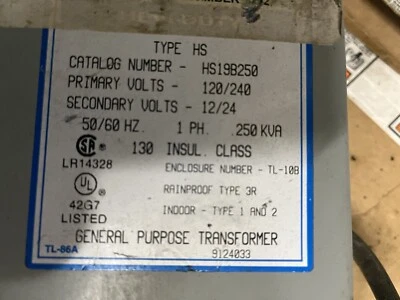 TYPE HS
CATALOG NUMBER - HS19B250
PRIMARY VOLTS - 120/240
SECONDARY VOLTS - 12/24
50/60 HZ. 1 PH. .250 KVA
SA
130 INSUL. CLASS
LR14328
ENCLOSURE NUMBER - TL-10B
UL
RAINPROOF TYPE 3R
42G7
LISTED
INDOOR - TYPE 1 AND 2
GENERAL PURPOSE TRANSFORMER
TL-86A
9124033